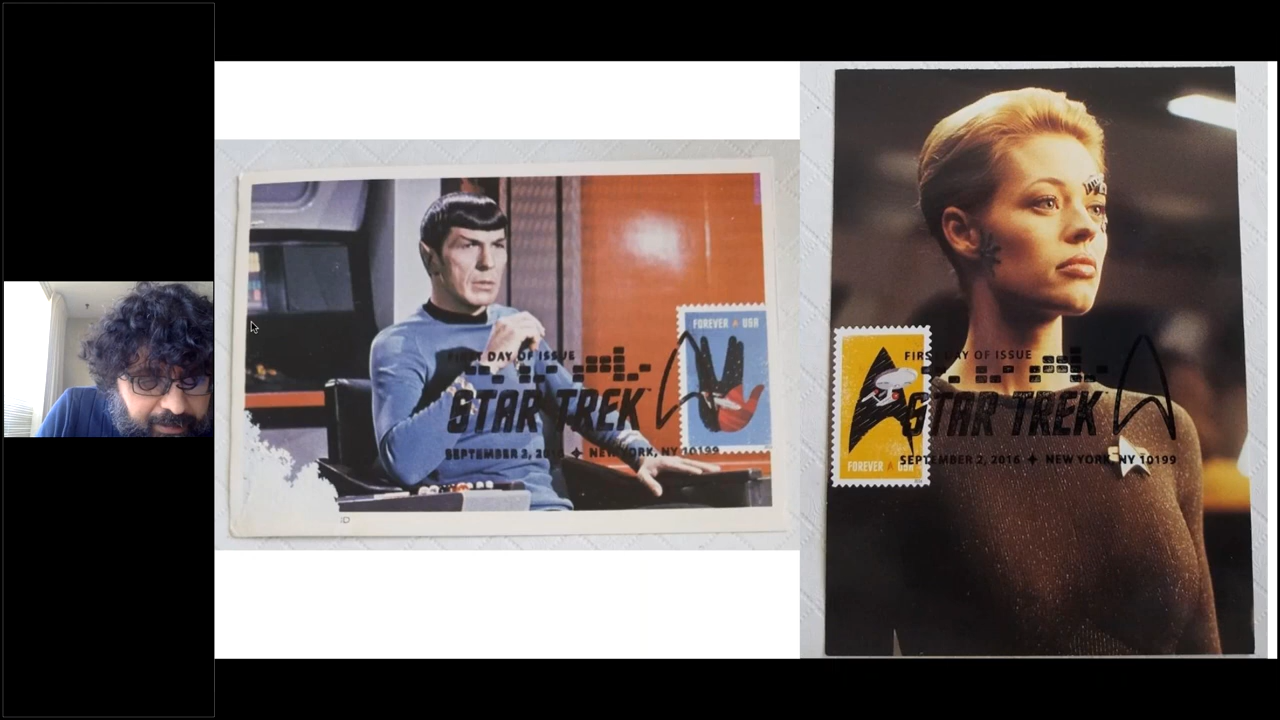 FOREVER USA
FIRST DAY OF ISSUE
STAR TREK
SEPTEMBER 2, 2016 NEW YORK, NY 10199
FIRST DAY OF ISSUE
STAR TREK
SEPTEMBER 2, 2016 NEW YORK, NY 10199
FOREVER USA